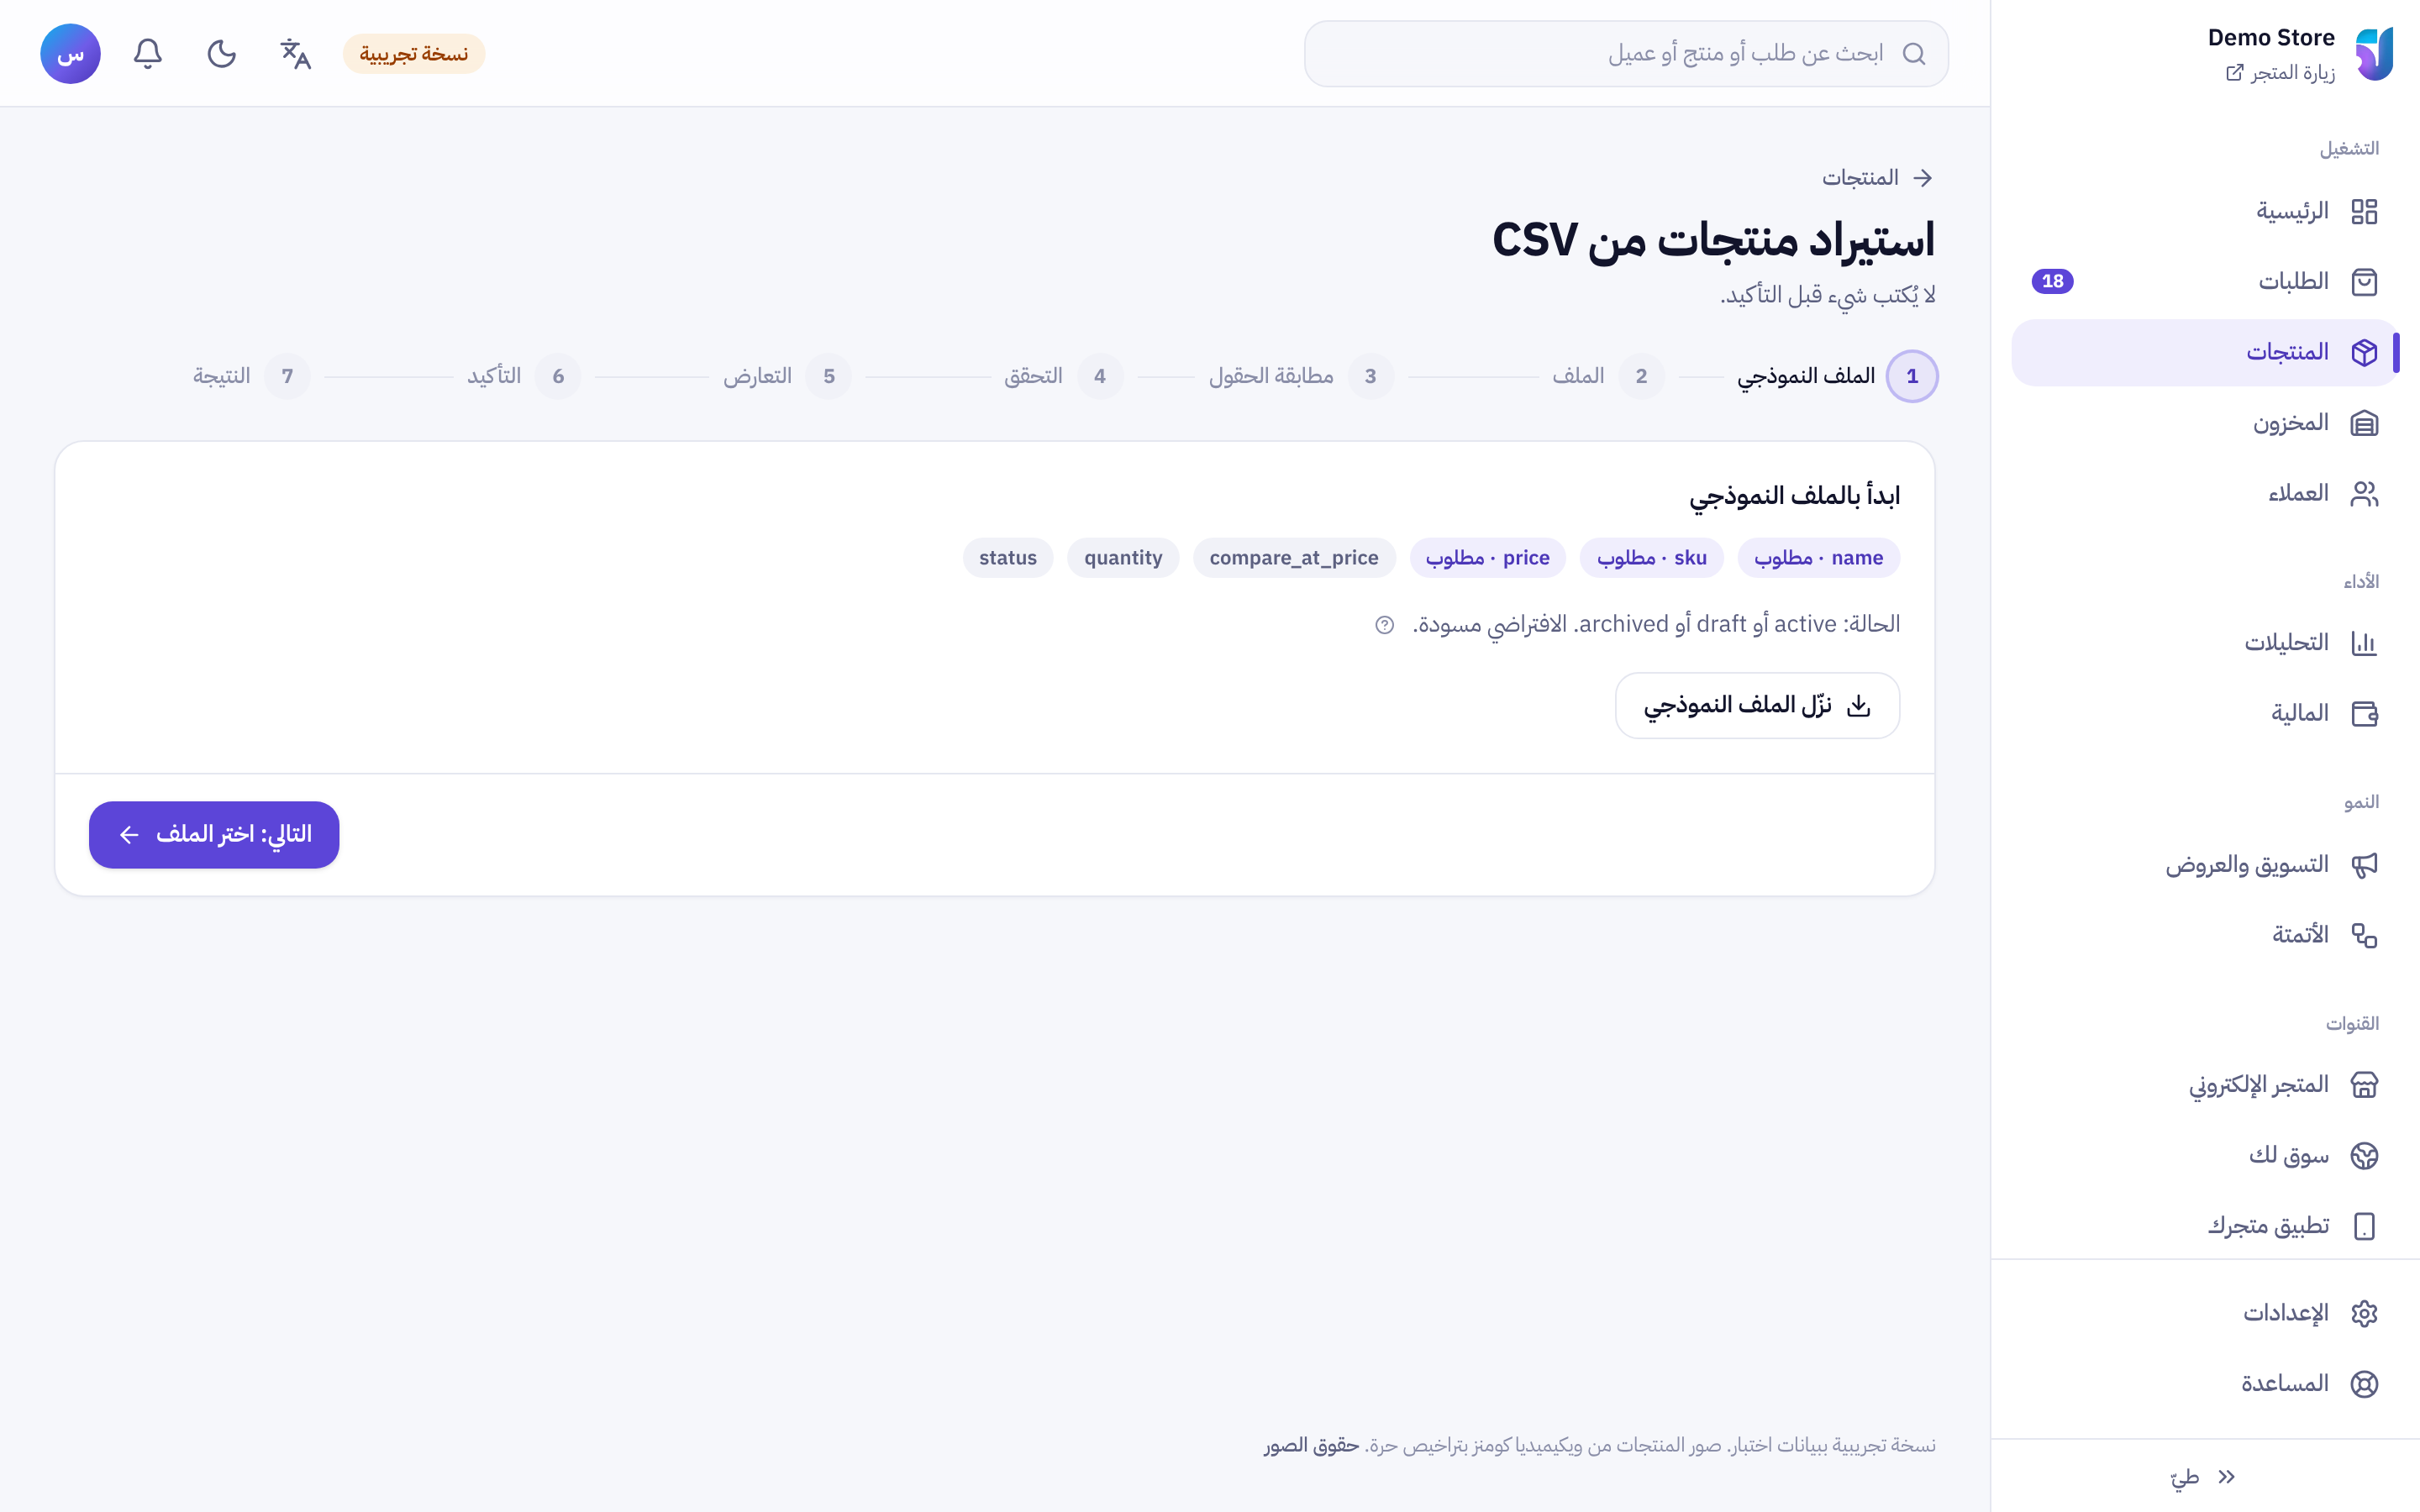 Demo Store
زيارة المتجر
التشغيل
الرئيسية
الطلبات 18
المنتجات
المخزون
العملاء
الأداء
التحليلات
المالية
النمو
التسويق والعروض
الأتمتة
القنوات
المتجر الإلكتروني
سوق لك
تطبيق متجرك
الإعدادات
المساعدة
طيّ
ابحث عن طلب أو منتج أو عميل
نسخة تجريبية
س
المنتجات
استيراد منتجات من CSV
لا يُكتب شيء قبل التأكيد.
1 الملف النموذجي 2 الملف 3 مطابقة الحقول 4 التحقق 5 التعارض 6 التأكيد 7 النتيجة
ابدأ بالملف النموذجي
name · مطلوب sku · مطلوب price · مطلوب compare_at_price quantity status
الحالة: active أو draft أو archived. الافتراضي مسودة.
نزّل الملف النموذجي
التالي: اختر الملف
نسخة تجريبية ببيانات اختبار. صور المنتجات من ويكيميديا كومنز بتراخيص حرة. حقوق الصور